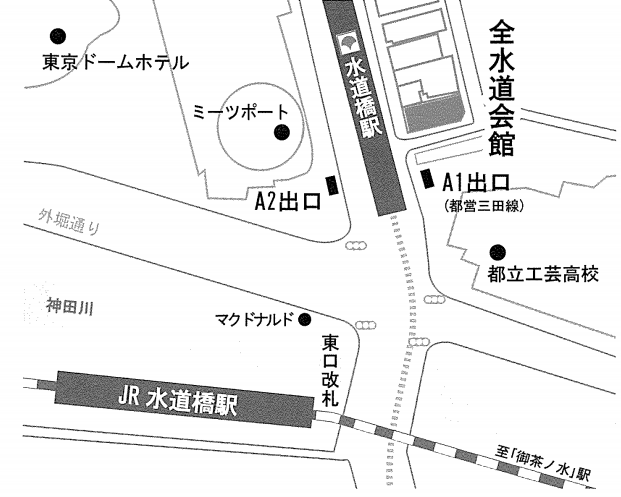 東京ドームホテル
ミーツポート
水道橋駅
全水道会館
A2出口
A1出口
(都営三田線)
外堀通り
都立工芸高校
神田川
マクドナルド
東口改札
JR 水道橋駅
至「御茶ノ水」駅